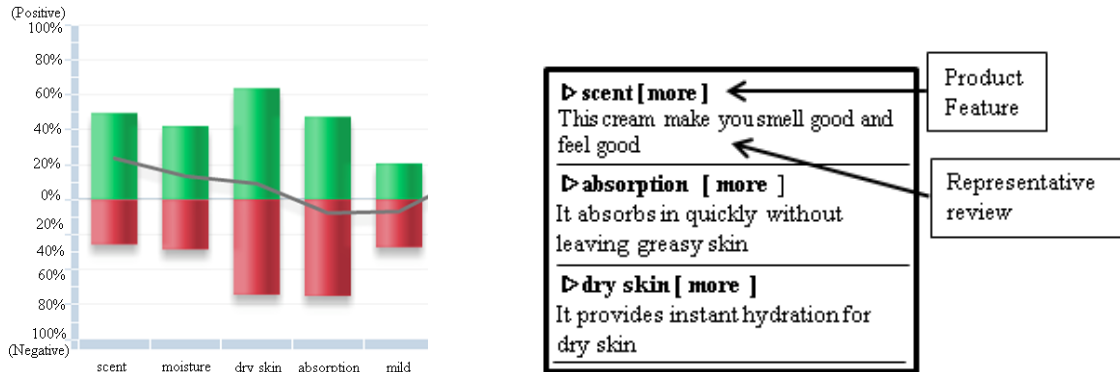 (Positive)
100%
80%
60%
40%
20%
0%
20%
40%
60%
80%
100%
(Negative)
scent moisture dry skin absorption mild
▷ scent [more]
This cream make you smell good and
feel good
▷ absorption [ more ]
It absorbs in quickly without
leaving greasy skin
▷ dry skin [ more ]
It provides instant hydration for
dry skin
Product
Feature
Representative
review